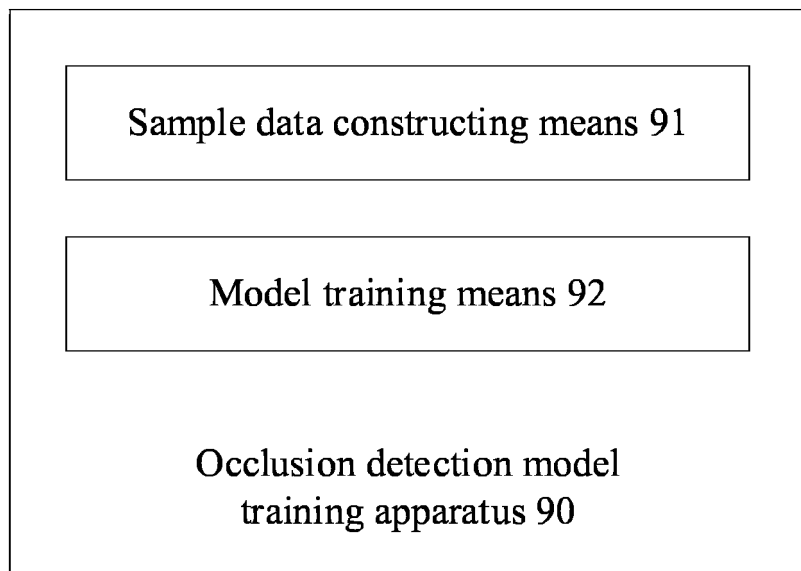 Sample data constructing means 91
Model training means 92
Occlusion detection model
training apparatus 90